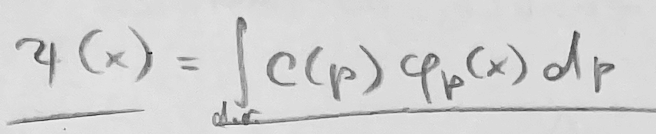 ψ(x) = ∫ C(p) φₚ(x) dp